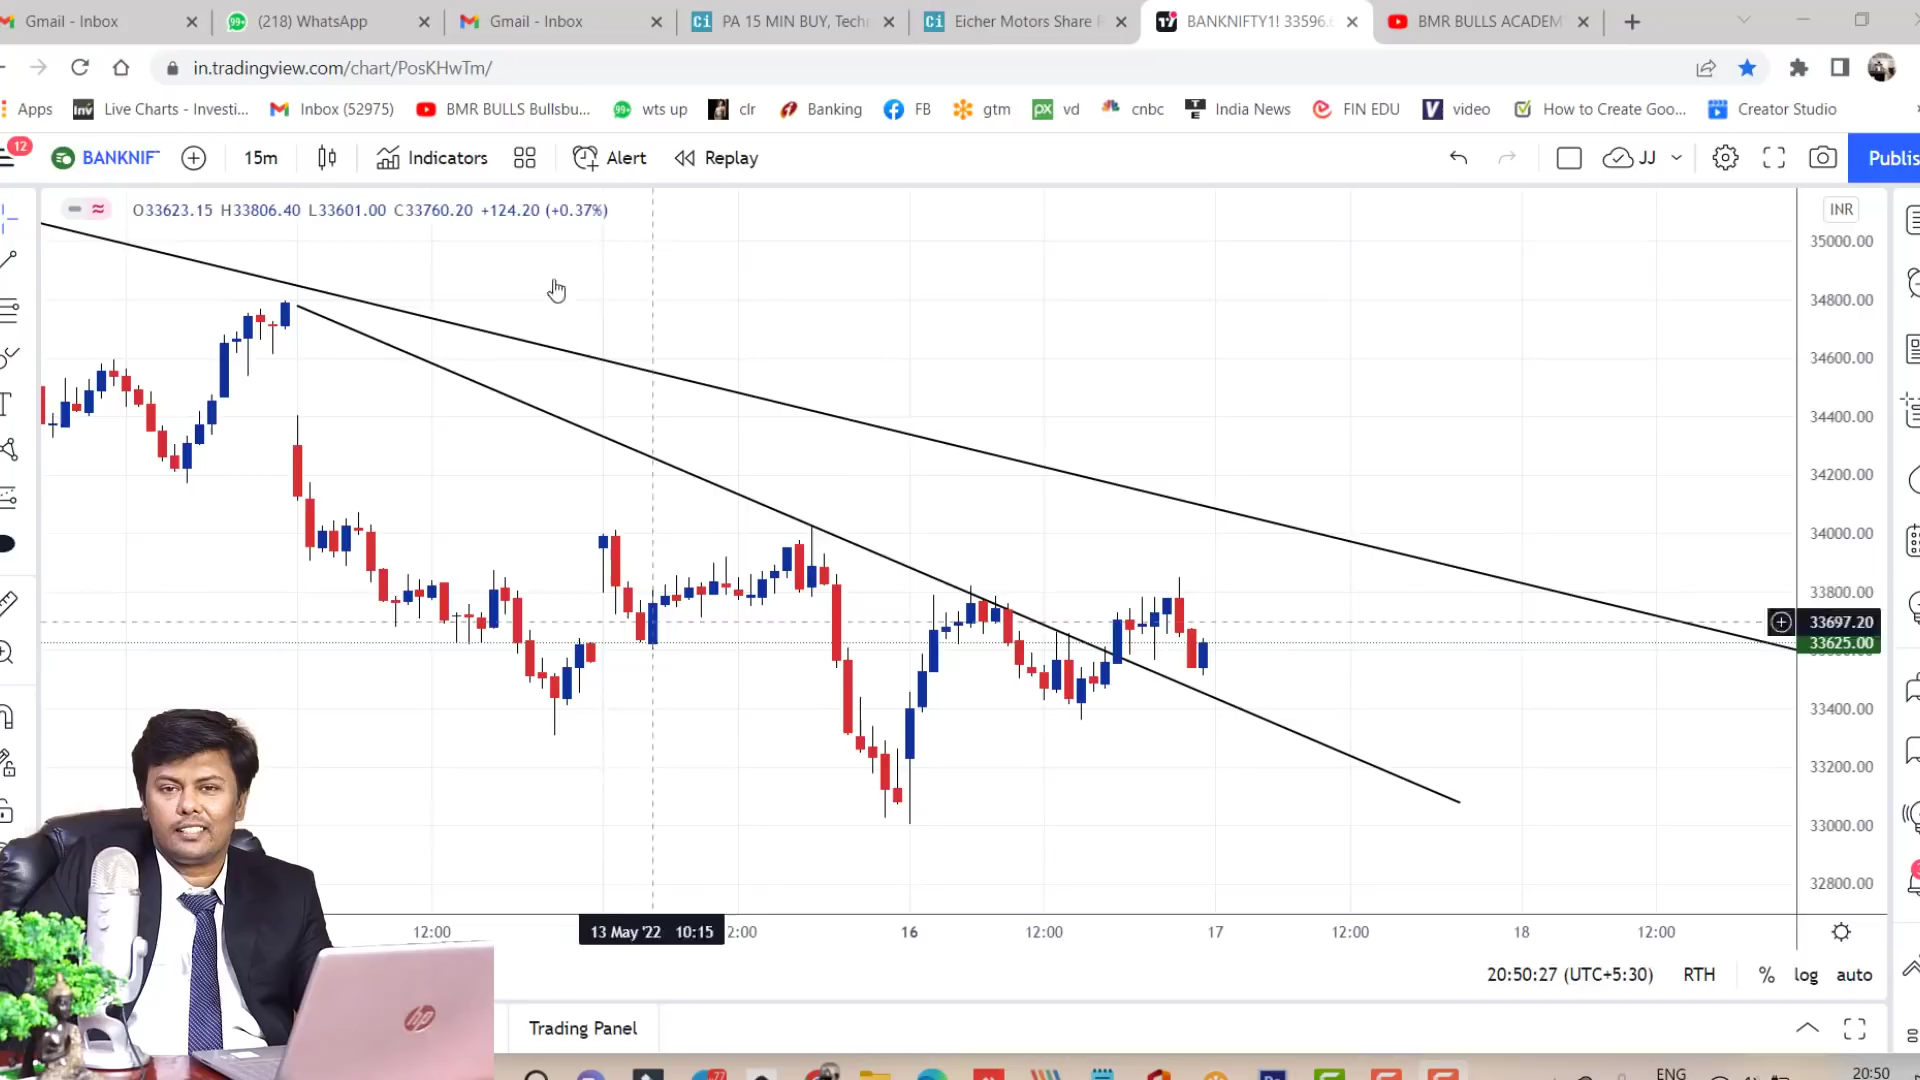 Gmail - Inbox
(218) WhatsApp
Gmail - Inbox
PA 15 MIN BUY, Techr
Eicher Motors Share
BANKNIFTY1! 33596.
BMR BULLS ACADEM
in.tradingview.com/chart/PosKHwTm/
Apps
Inv
Live Charts - Investi...
Inbox (52975)
BMR BULLS Bullsbu...
99+
wts up
clr
Banking
FB
gtm
px
vd
cnbc
India News
FIN EDU
video
How to Create Goo...
Creator Studio
12
BANKNIF
15m
Indicators
Alert
Replay
JJ
Publis
O33623.15 H33806.40 L33601.00 C33760.20 +124.20 (+0.37%)
INR
35000.00
34800.00
34600.00
34400.00
34200.00
34000.00
33800.00
33697.20
33625.00
33400.00
33200.00
33000.00
32800.00
12:00
13 May '22 10:15
2:00
16
12:00
17
12:00
18
12:00
20:50:27 (UTC+5:30)
RTH
%
log
auto
hp
Trading Panel
77
ENG
20:50